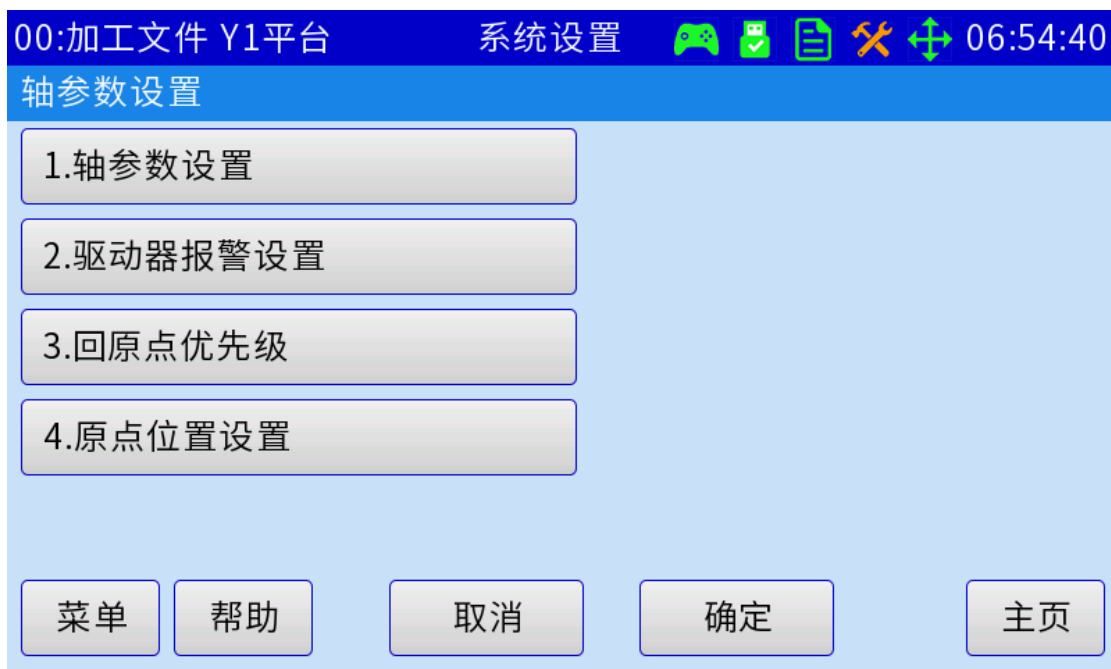 00:加工文件 Y1平台 系统设置 06:54:40
轴参数设置
1.轴参数设置
2.驱动器报警设置
3.回原点优先级
4.原点位置设置
菜单 帮助 取消 确定 主页